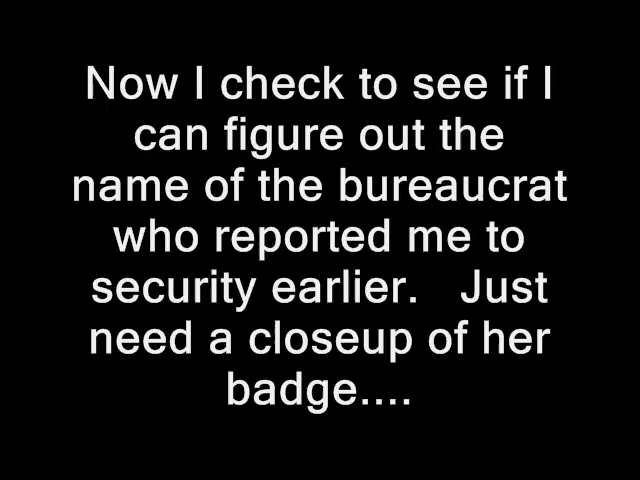 Now I check to see if I
can figure out the
name of the bureaucrat
who reported me to
security earlier.   Just
need a closeup of her
badge....